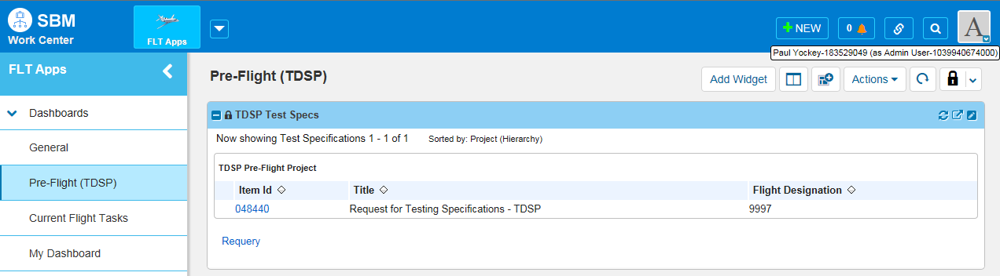 SBM
Work Center
FLT Apps
NEW
0
A
Paul Yockey-183529049 (as Admin User-1039940674000)
FLT Apps
Dashboards
General
Pre-Flight (TDSP)
Current Flight Tasks
My Dashboard
Pre-Flight (TDSP)
Add Widget
Actions
TDSP Test Specs
Now showing Test Specifications 1 - 1 of 1 Sorted by: Project (Hierarchy)
TDSP Pre-Flight Project
Item Id Title Flight Designation
048440 Request for Testing Specifications - TDSP 9997
Requery